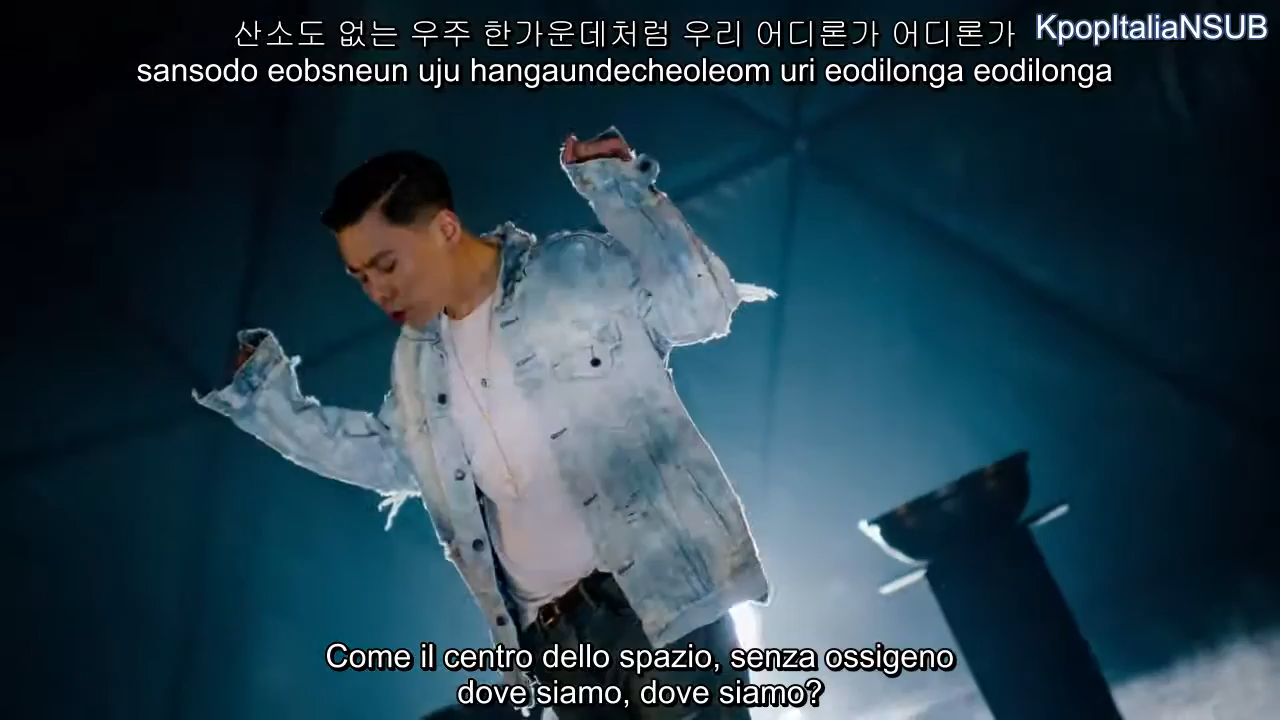 산소도 없는 우주 한가운데처럼 우리 어디론가 어디론가
KpopItaliaNSUB
sansodo eobsneun uju hangaundecheoleom uri eodilonga eodilonga
Come il centro dello spazio, senza ossigeno
dove siamo, dove siamo?